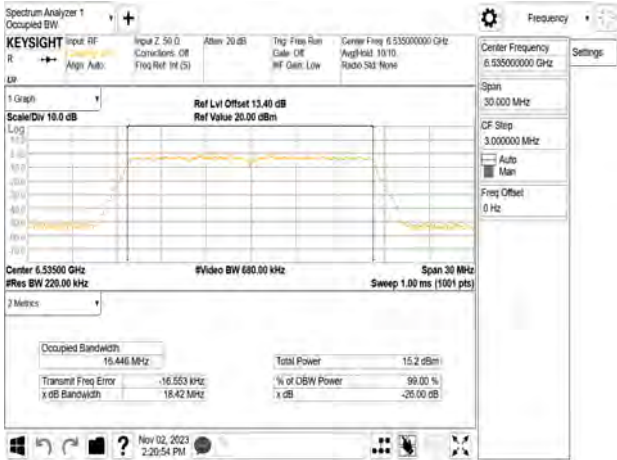 Spectrum Analyzer 1
Occupied BW
Frequency
KEYSIGHT
R
Input: RF
Align: Auto
Input Z: 50 Ω
Corrections: Off
Freq Ref: Int (S)
Atten: 20 dB
Trig: Free Run
Gate: Off
#IF Gain: Low
Center Freq: 6.535000000 GHz
Avg|Hold: 10/10
Radio Std: None
Center Frequency
6.535000000 GHz
Settings
Span
30.000 MHz
CF Step
3.000000 MHz
Auto
Man
Freq Offset
0 Hz
1 Graph
Scale/Div 10.0 dB
Log
Ref Lvl Offset 13.40 dB
Ref Value 20.00 dBm
Center 6.53500 GHz
#Res BW 220.00 kHz
#Video BW 680.00 kHz
Span 30 MHz
Sweep 1.00 ms (1001 pts)
2 Metrics
Occupied Bandwidth
16.446 MHz
Total Power
15.2 dBm
Transmit Freq Error
-16.553 kHz
% of OBW Power
99.00 %
x dB Bandwidth
18.42 MHz
x dB
-26.00 dB
?
Nov 02, 2023
2:20:54 PM